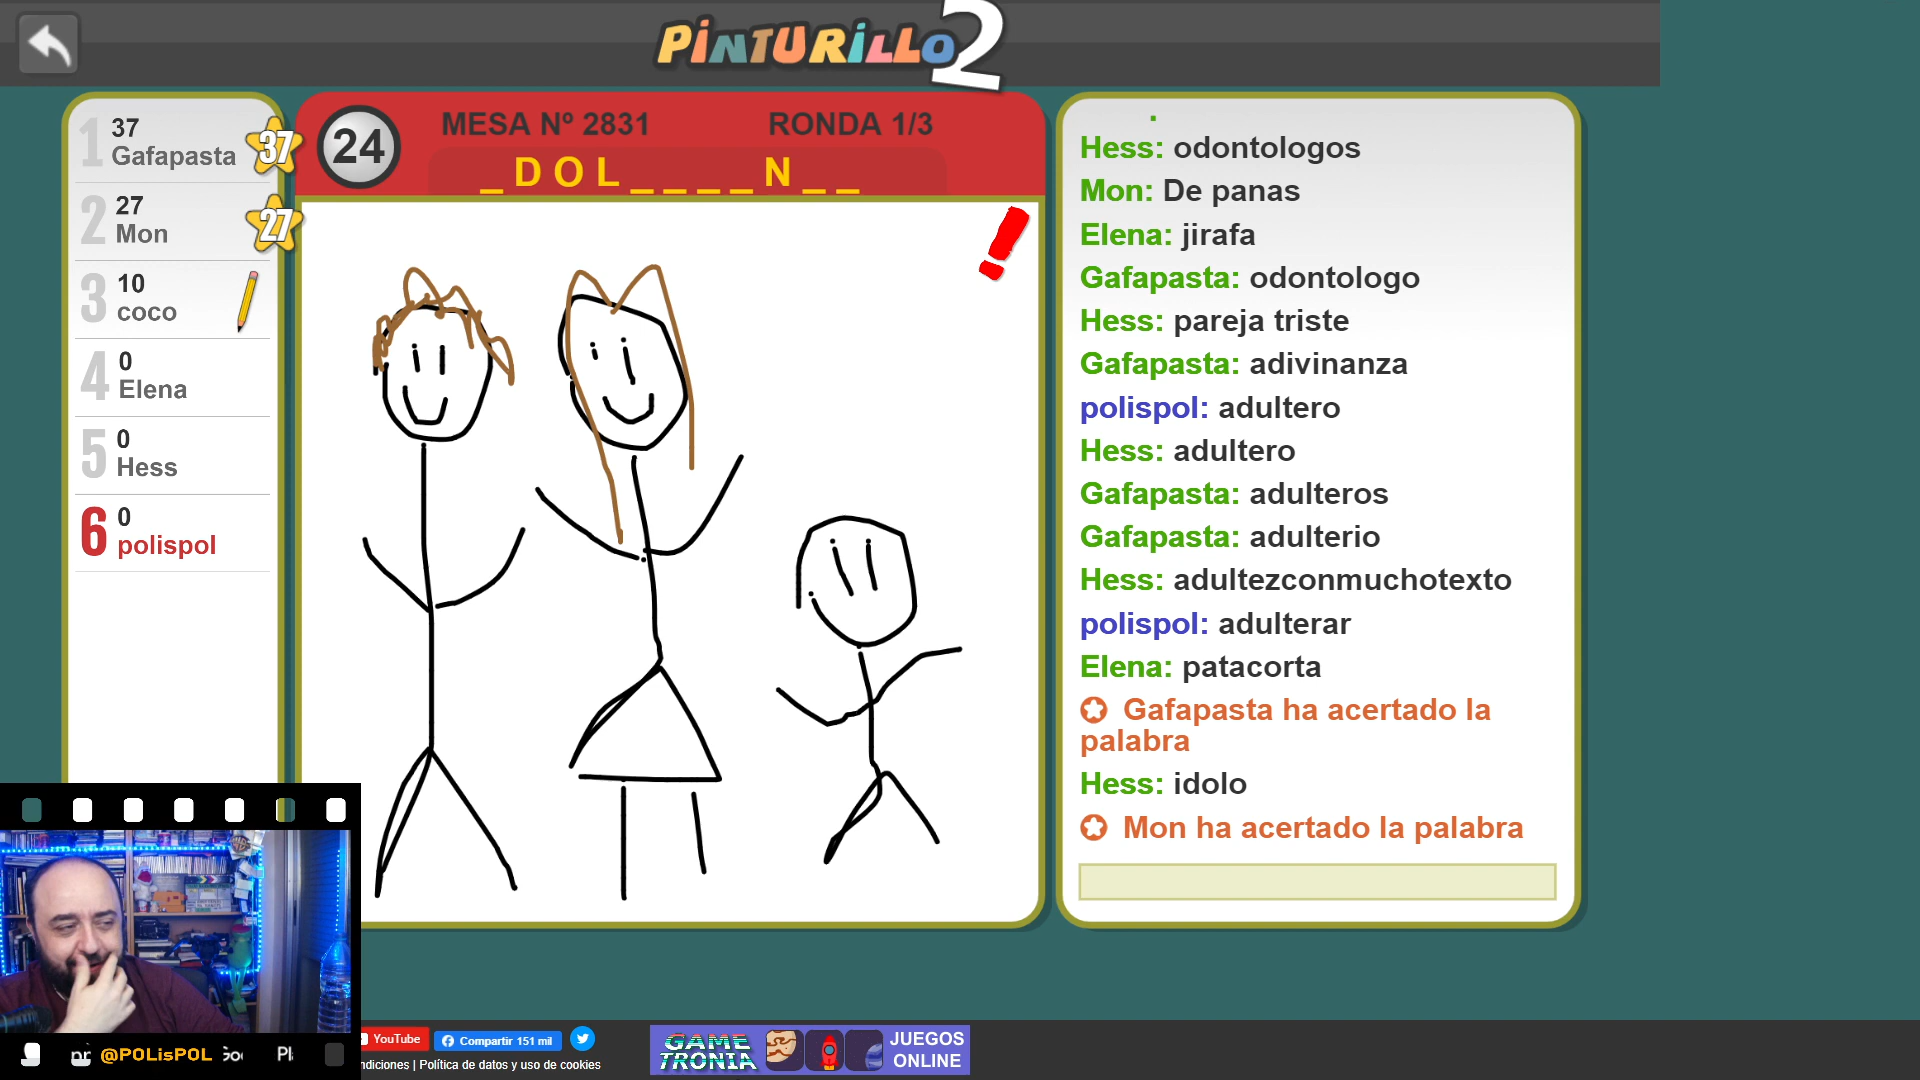 PINTURILLO 2
1 37 Gafapasta 37
2 27 Mon 27
3 10 coco
4 0 Elena
5 0 Hess
6 0 polispol
24
MESA Nº 2831 RONDA 1/3
_ D O L _ _ _ _ N _ _
Hess: odontologos
Mon: De panas
Elena: jirafa
Gafapasta: odontologo
Hess: pareja triste
Gafapasta: adivinanza
polispol: adultero
Hess: adultero
Gafapasta: adulteros
Gafapasta: adulterio
Hess: adultezconmuchotexto
polispol: adulterar
Elena: patacorta
Gafapasta ha acertado la
palabra
Hess: idolo
Mon ha acertado la palabra
@POLisPOL
YouTube
Compartir 151 mil
ndiciones | Política de datos y uso de cookies
GAME
TRONIA
JUEGOS
ONLINE